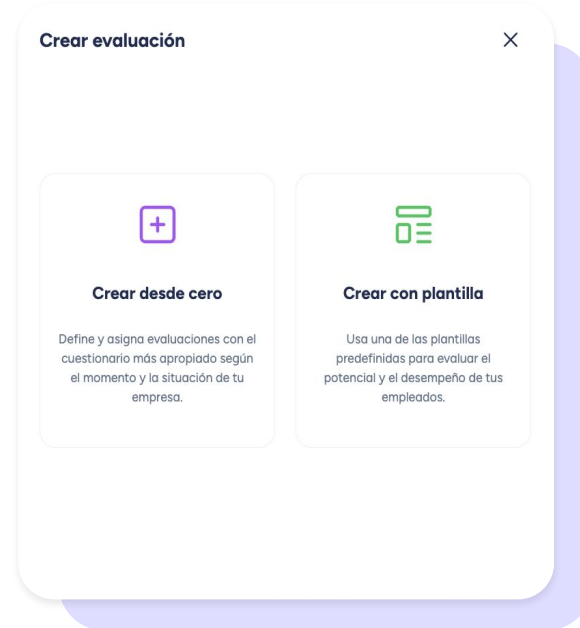 Crear evaluación
Crear desde cero
Define y asigna evaluaciones con el
cuestionario más apropiado según
el momento y la situación de tu
empresa.
Crear con plantilla
Usa una de las plantillas
predefinidas para evaluar el
potencial y el desempeño de tus
empleados.